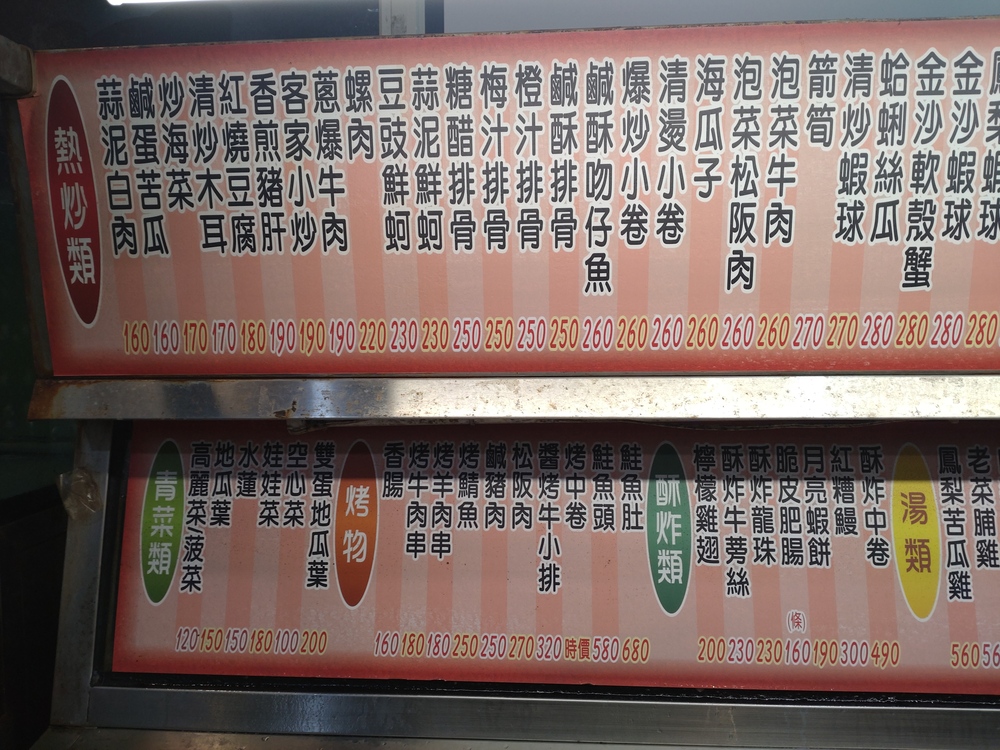 熱炒類
蒜泥白肉 160
鹹蛋苦瓜 160
炒海菜 170
清炒木耳 170
紅燒豆腐 180
香煎豬肝 190
客家小炒 190
蔥爆牛肉 190
螺肉 220
豆豉鮮蚵 230
蒜泥鮮蚵 230
糖醋排骨 250
梅汁排骨 250
橙汁排骨 250
鹹酥排骨 250
鹹酥吻仔魚 260
爆炒小卷 260
清燙小卷 260
海瓜子 260
泡菜松阪肉 260
泡菜牛肉 260
箭筍 270
清炒蝦球 270
蛤蜊絲瓜 280
金沙軟殼蟹 280
金沙蝦球 280
280
青菜類
高麗菜菠菜 120
地瓜葉 150
水蓮 150
娃娃菜 180
空心菜 100
雙蛋地瓜葉 200
烤物
香腸 160
烤牛肉串 180
烤羊肉串 180
烤鯖魚 250
鹹豬肉 250
松阪肉 270
醬烤牛小排 320
烤中卷 時價
鮭魚頭 580
鮭魚肚 680
酥炸類
檸檬雞翅 200
酥炸牛蒡絲 230
酥炸龍珠 230
脆皮肥腸 (條) 160
月亮蝦餅 190
紅糟鰻 300
酥炸中卷 490
湯類
鳳梨苦瓜雞 560
老菜脯雞 56